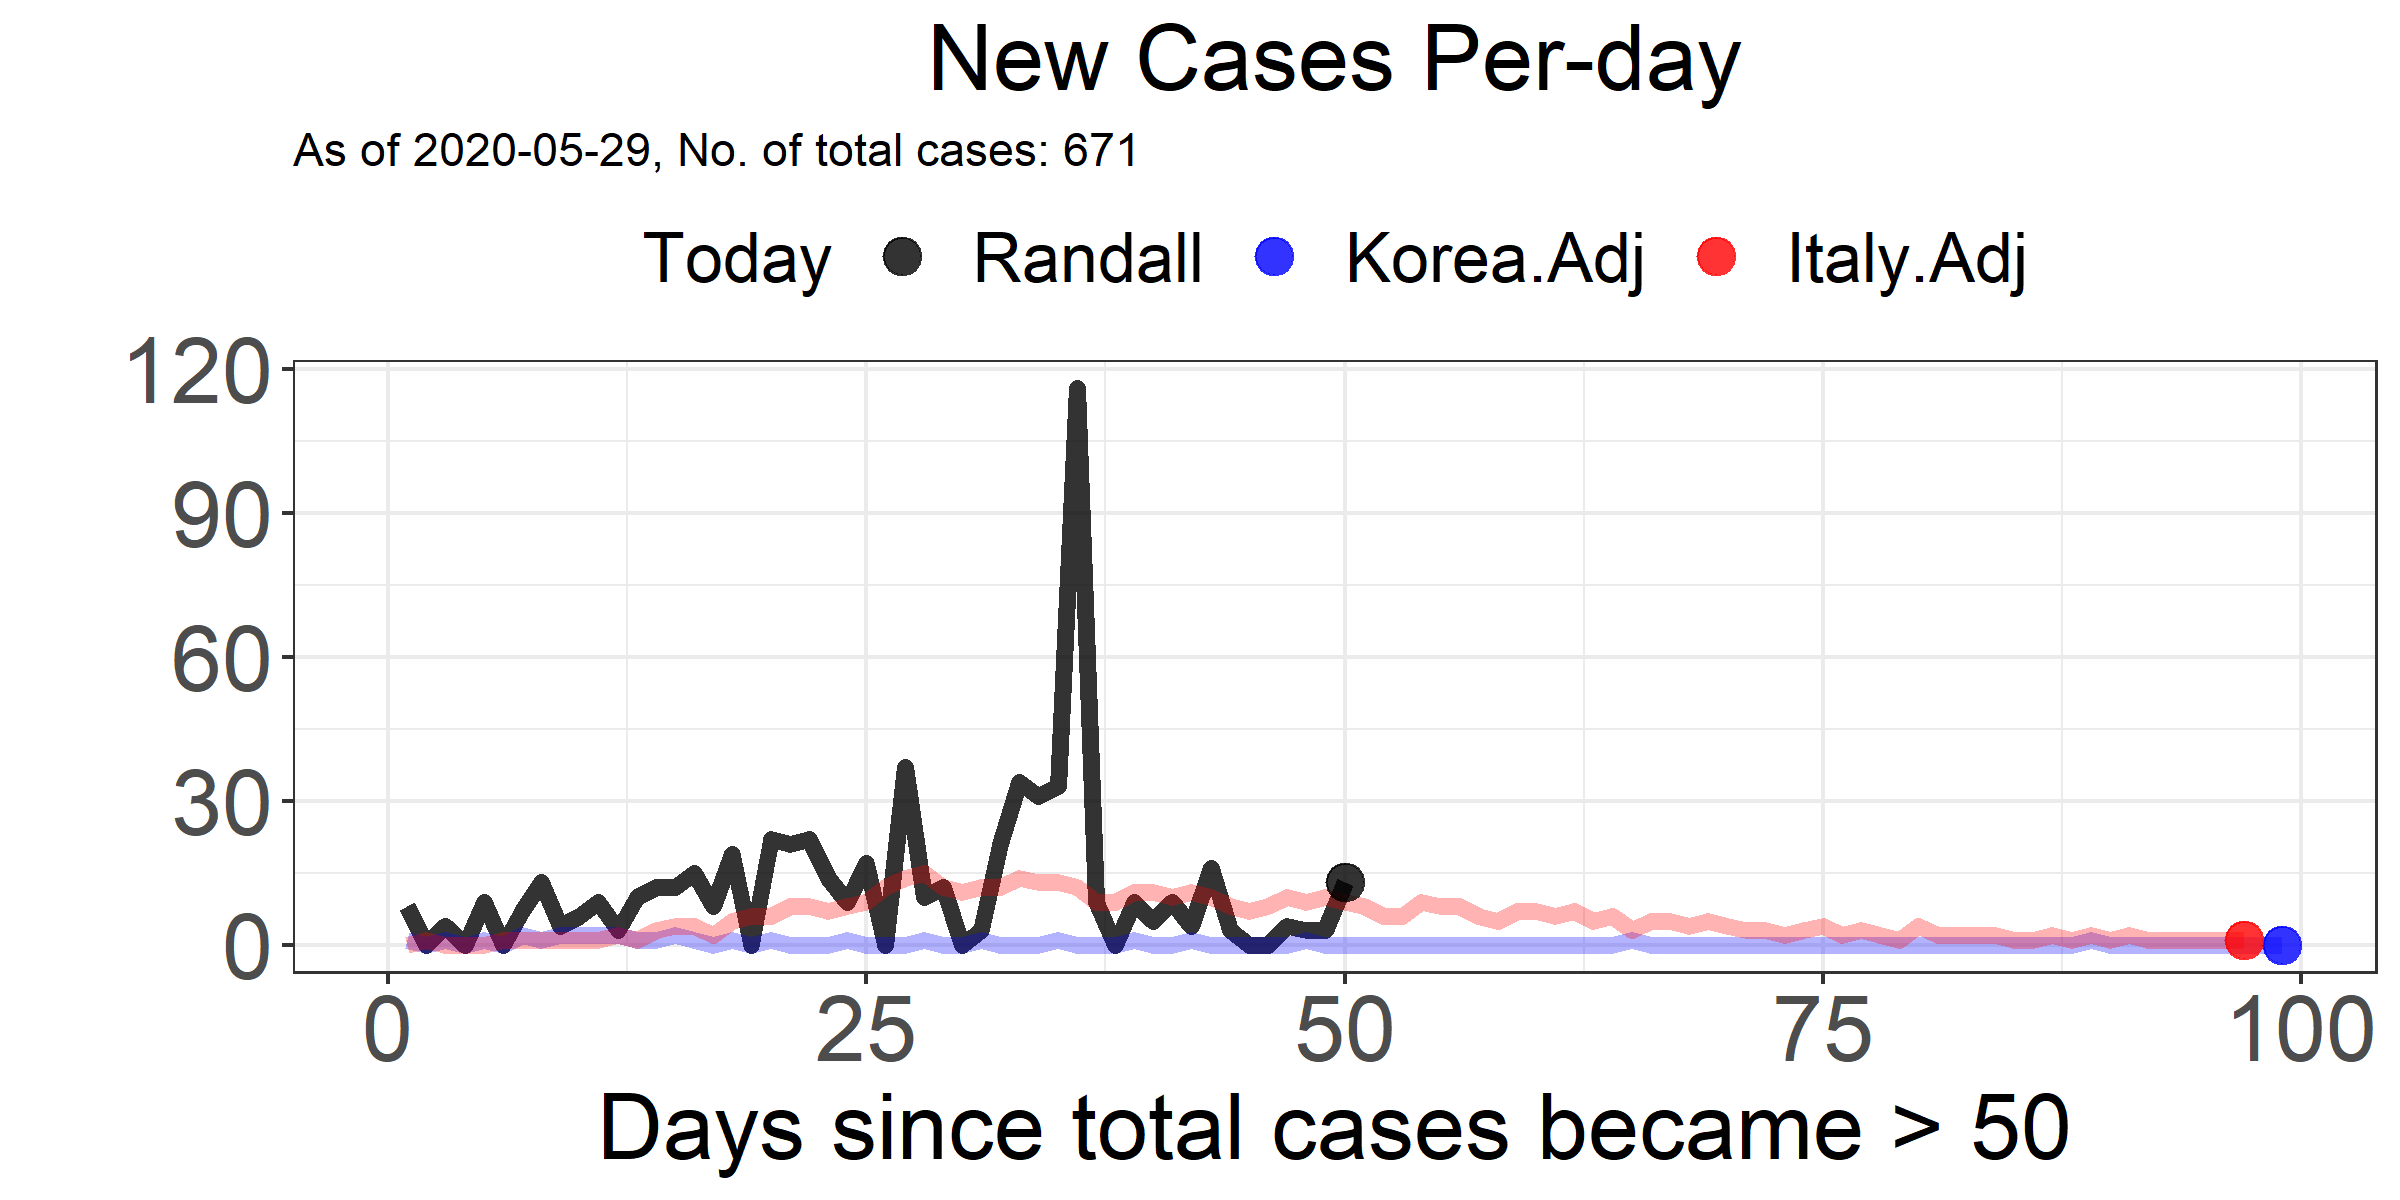 New Cases Per-day
As of 2020-05-29, No. of total cases: 671
Today Randall Korea.Adj Italy.Adj
120
90
60
30
0
0 25 50 75 100
Days since total cases became > 50